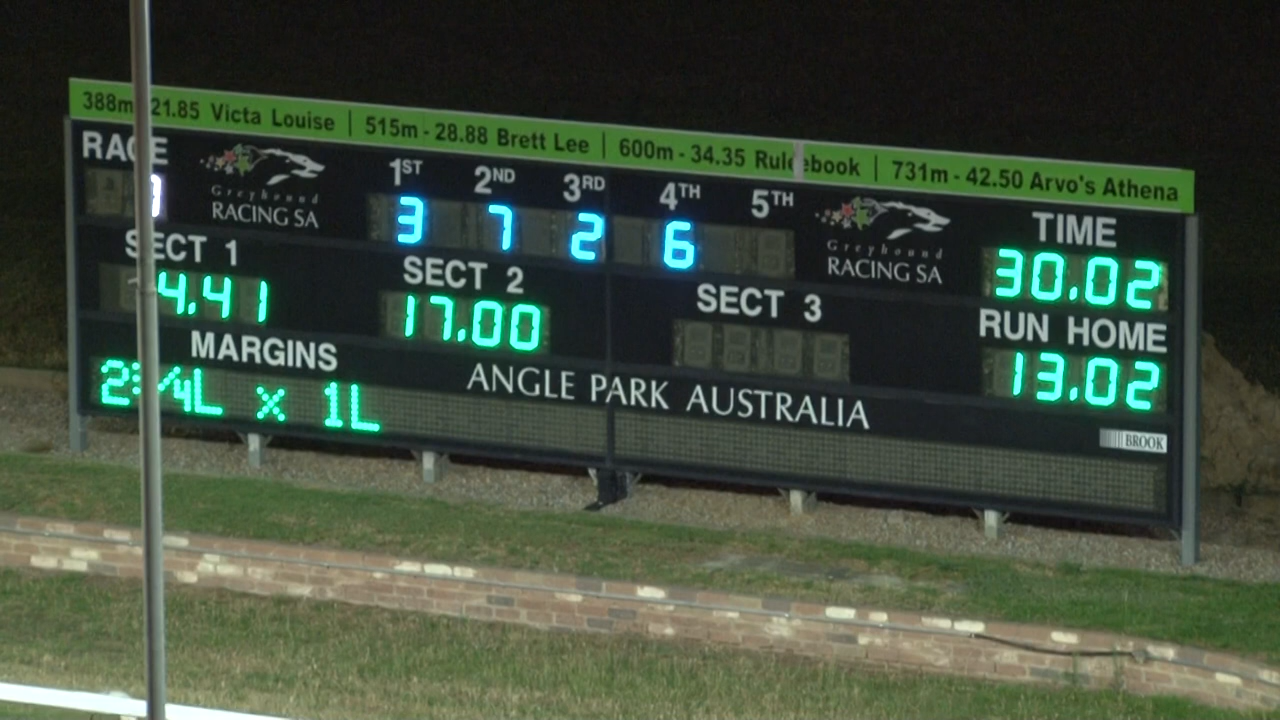 388m 21.85 Victa Louise | 515m - 28.88 Brett Lee | 600m - 34.35 Rulebook | 731m - 42.50 Arvo's Athena
RACE
Greyhound
RACING SA
1ST 2ND 3RD 4TH 5TH
3 7 2 6
Greyhound
RACING SA
TIME
30.02
SECT 1
4.41
SECT 2
17.00
SECT 3
RUN HOME
13.02
MARGINS
2 3/4L x 1L
ANGLE PARK AUSTRALIA
BROOK